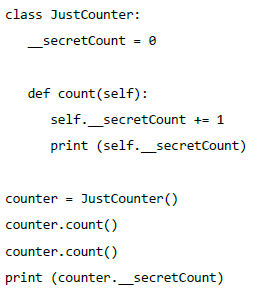 class JustCounter:
   __secretCount = 0

   def count(self):
      self.__secretCount += 1
      print (self.__secretCount)

counter = JustCounter()
counter.count()
counter.count()
print (counter.__secretCount)